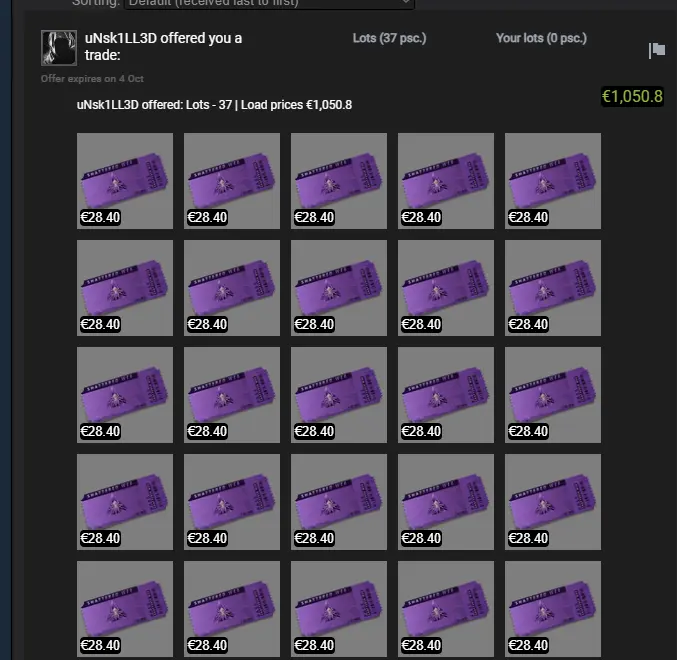 Sorting: Default (received last to first)
uNsk1LL3D offered you a
trade:
Lots (37 psc.)
Your lots (0 psc.)
Offer expires on 4 Oct
€1,050.8
uNsk1LL3D offered: Lots - 37 | Load prices €1,050.8
€28.40 €28.40 €28.40 €28.40 €28.40
€28.40 €28.40 €28.40 €28.40 €28.40
€28.40 €28.40 €28.40 €28.40 €28.40
€28.40 €28.40 €28.40 €28.40 €28.40
€28.40 €28.40 €28.40 €28.40 €28.40